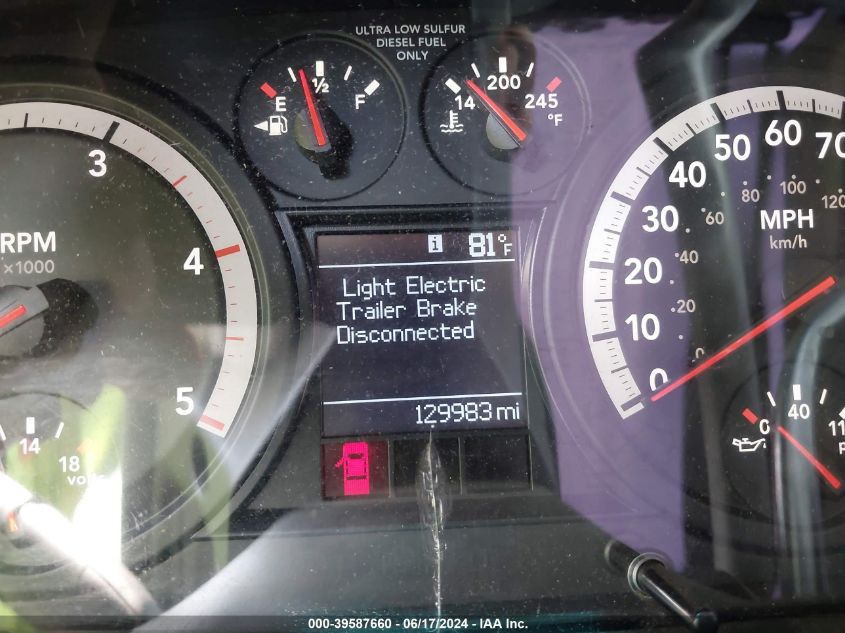 ULTRA LOW SULFUR
DIESEL FUEL
ONLY
E ½ F
14 200 245
°F
3
4
5
RPM
x1000
14
18
i 81°F
Light Electric
Trailer Brake
Disconnected
129983 mi
0 10 20 30 40 50 60 70
0 20 40 60 80 100 120
MPH
km/h
0 40
000-39587660 - 06/17/2024 - IAA Inc.